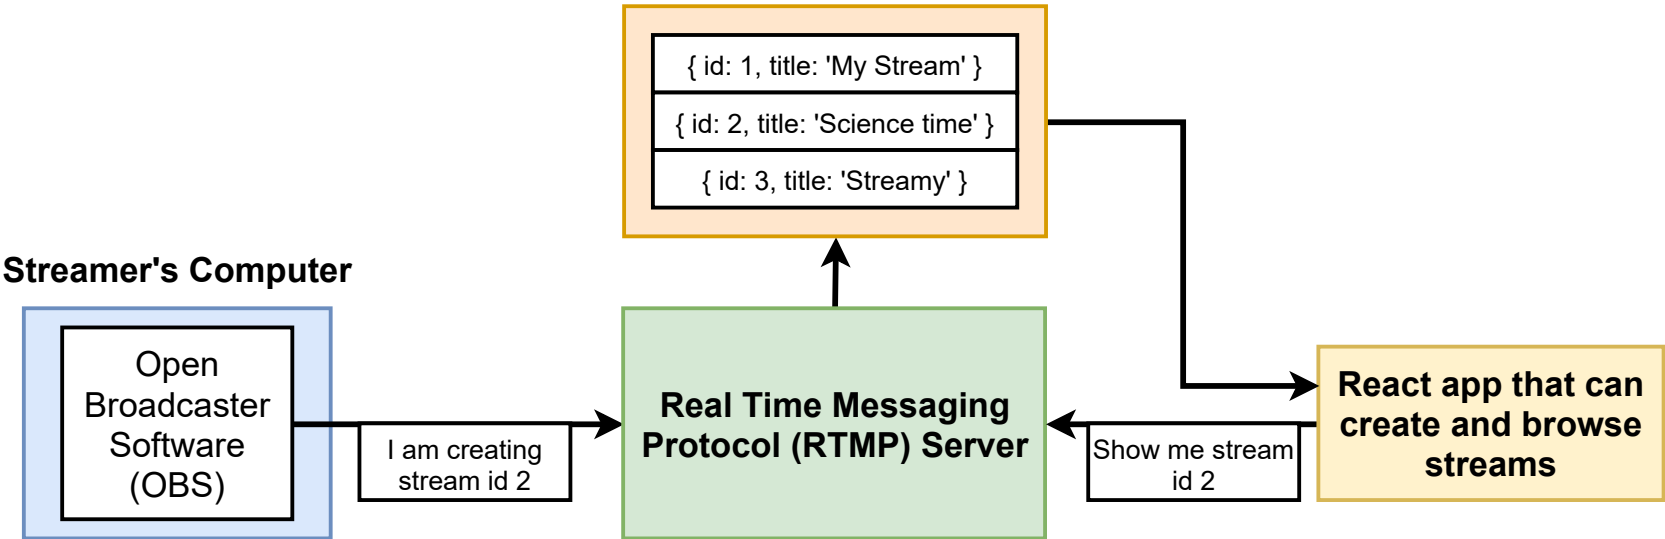 { id: 1, title: 'My Stream' }
{ id: 2, title: 'Science time' }
{ id: 3, title: 'Streamy' }
Streamer's Computer
Open
Broadcaster
Software
(OBS)
I am creating
stream id 2
Real Time Messaging
Protocol (RTMP) Server
Show me stream
id 2
React app that can
create and browse
streams